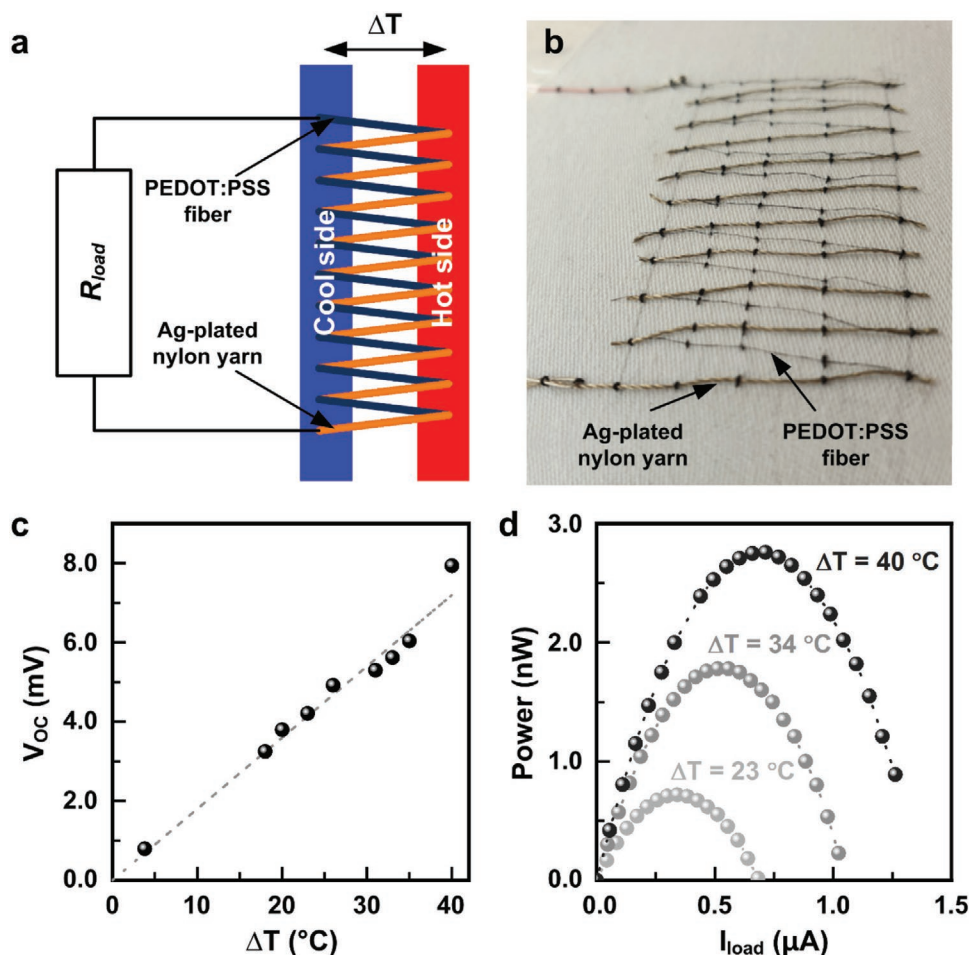 a
ΔT
PEDOT:PSS
fiber
Rload
Cool side
Hot side
Ag-plated
nylon yarn
b
Ag-plated
nylon yarn
PEDOT:PSS
fiber
c
8.0
6.0
4.0
2.0
0.0
VOC (mV)
0
10
20
30
40
ΔT (°C)
d
3.0
2.0
1.0
0.0
Power (nW)
ΔT = 40 °C
ΔT = 34 °C
ΔT = 23 °C
0.0
0.5
1.0
1.5
Iload (µA)